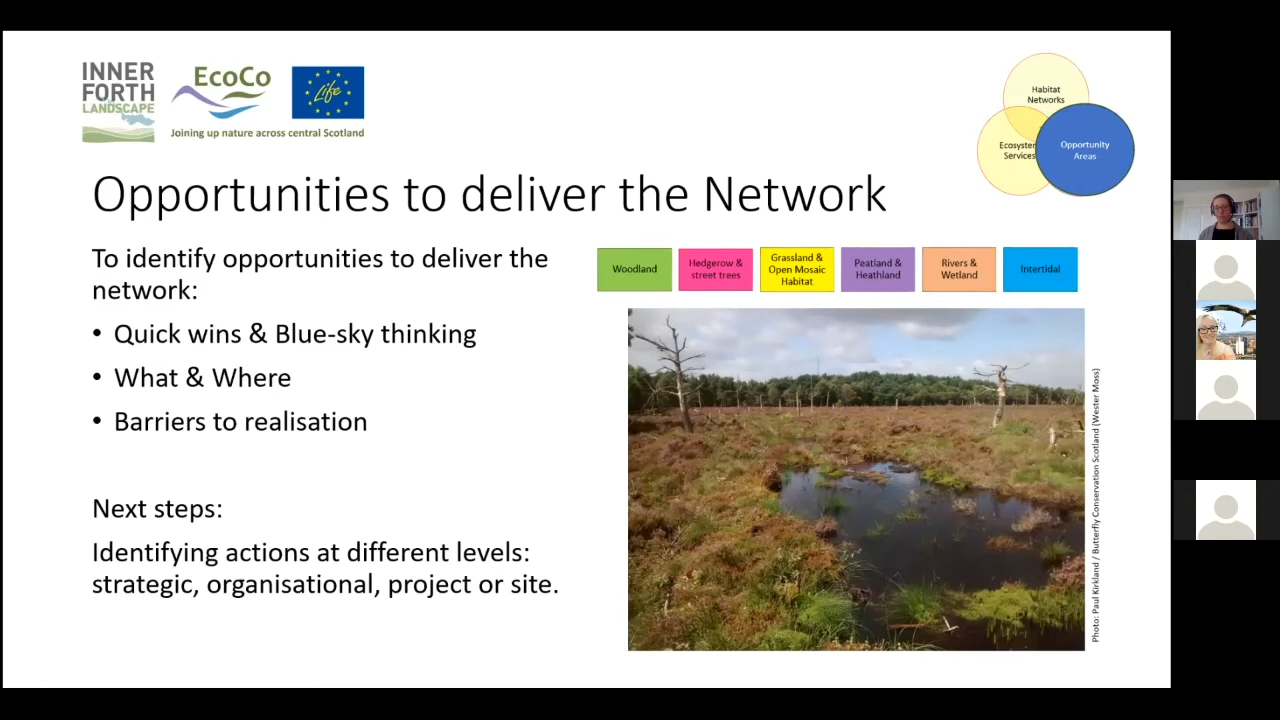 INNER
FORTH
LANDSCAPE
EcoCo
Life
Joining up nature across central Scotland
Habitat
Networks
Ecosystem
Services
Opportunity
Areas
Opportunities to deliver the Network
To identify opportunities to deliver the
network:
• Quick wins & Blue-sky thinking
• What & Where
• Barriers to realisation
Next steps:
Identifying actions at different levels:
strategic, organisational, project or site.
Woodland
Hedgerow &
street trees
Grassland &
Open Mosaic
Habitat
Peatland &
Heathland
Rivers &
Wetland
Intertidal
Photo: Paul Kirkland / Butterfly Conservation Scotland (Wester Moss)